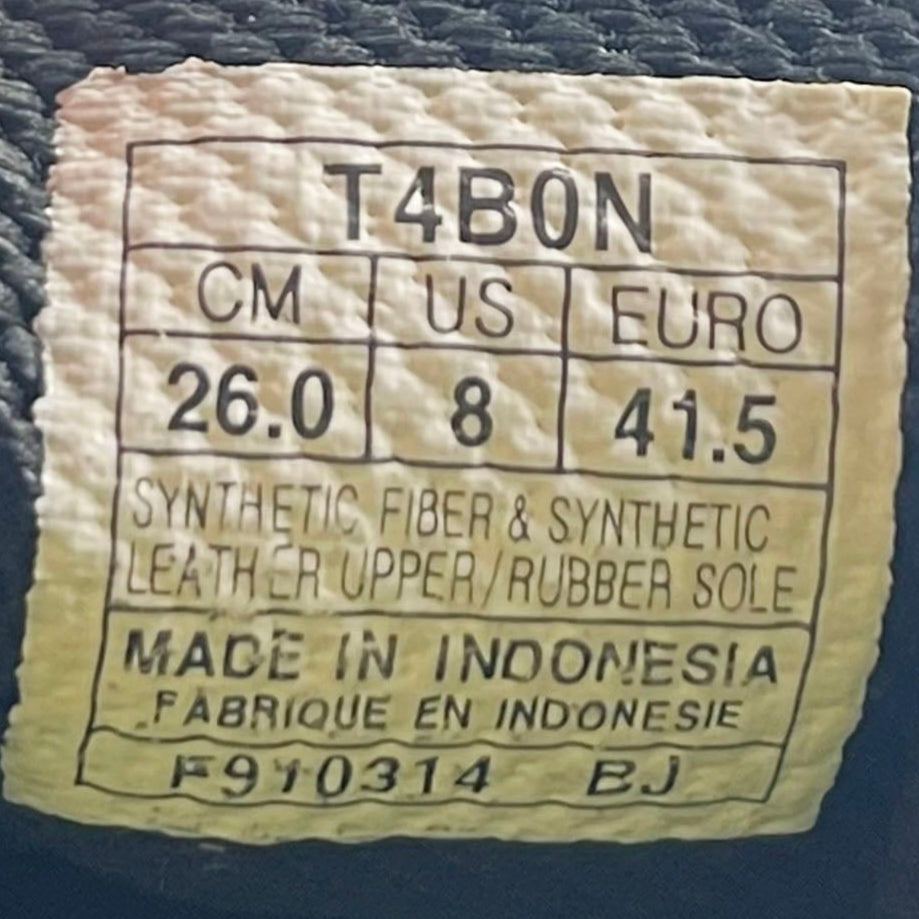 T4B0N
CM US EURO
26.0 8 41.5
SYNTHETIC FIBER & SYNTHETIC
LEATHER UPPER/RUBBER SOLE
MADE IN INDONESIA
FABRIQUE EN INDONESIE
F910314 BJ